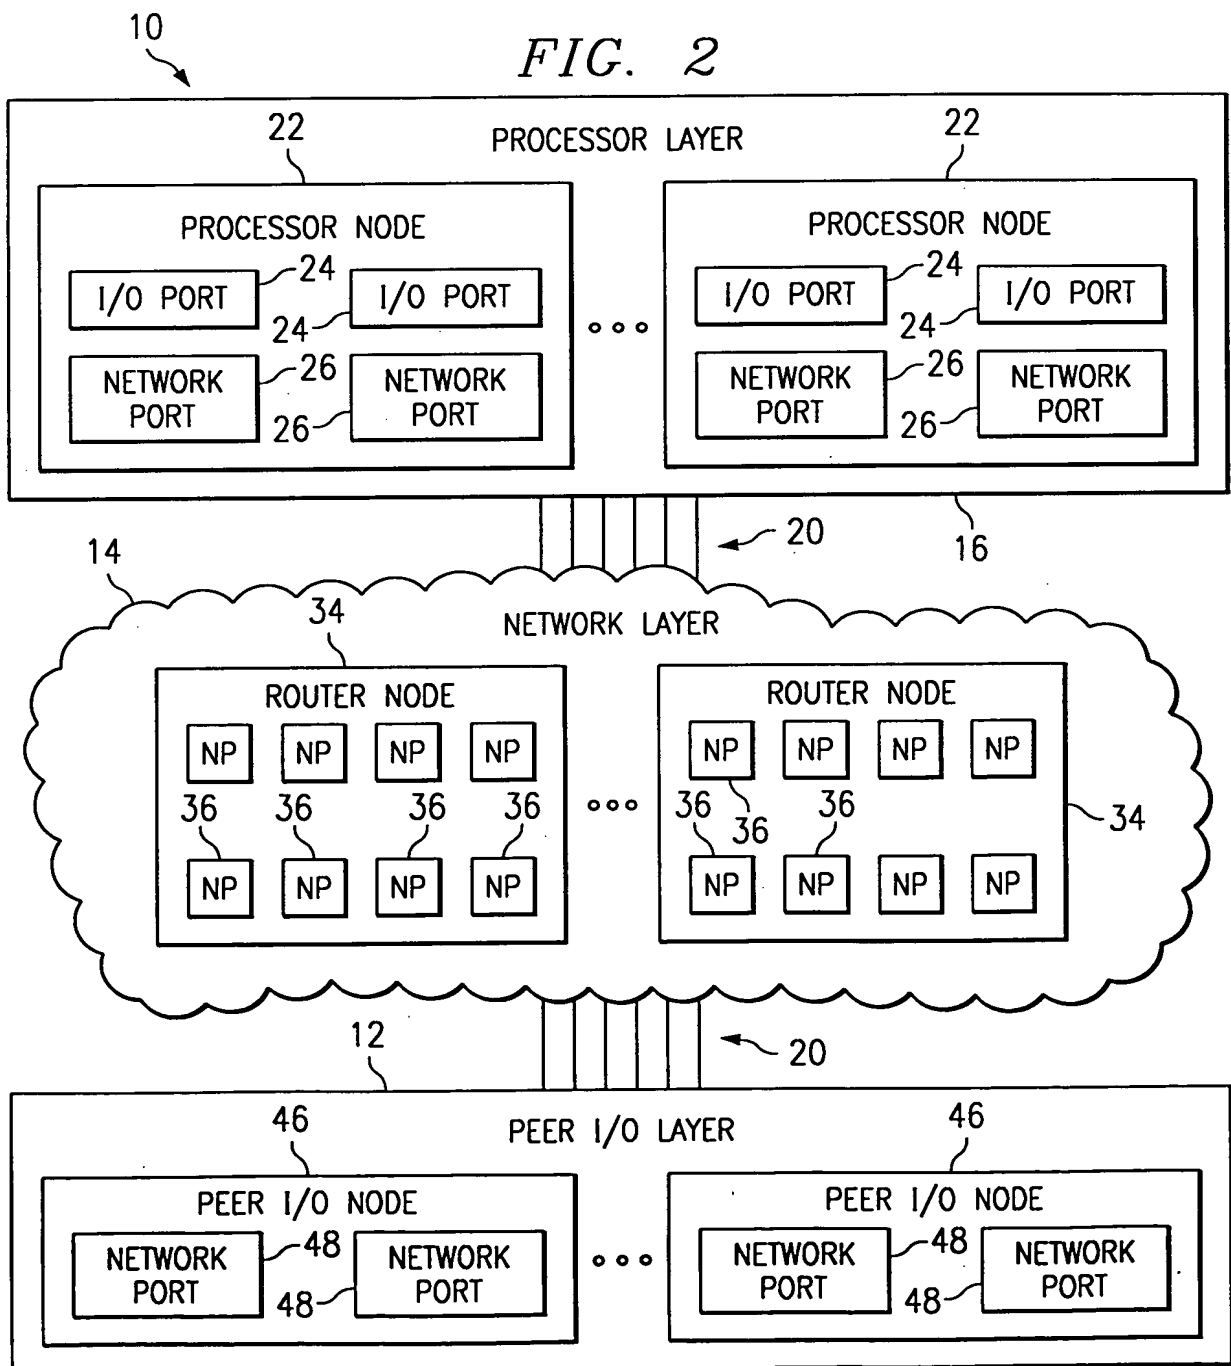 10
FIG. 2
22
PROCESSOR LAYER
22
PROCESSOR NODE
PROCESSOR NODE
I/O PORT
24
I/O PORT
24
I/O PORT
24
I/O PORT
24
NETWORK
PORT
26
NETWORK
PORT
26
NETWORK
PORT
26
NETWORK
PORT
26
20
16
14
34
NETWORK LAYER
ROUTER NODE
ROUTER NODE
NP NP NP NP
NP NP NP NP
36 36 36 36
36 36 36
34
NP NP NP NP
NP NP NP NP
12
20
46
PEER I/O LAYER
46
PEER I/O NODE
PEER I/O NODE
NETWORK
PORT
48
NETWORK
PORT
48
NETWORK
PORT
48
NETWORK
PORT
48